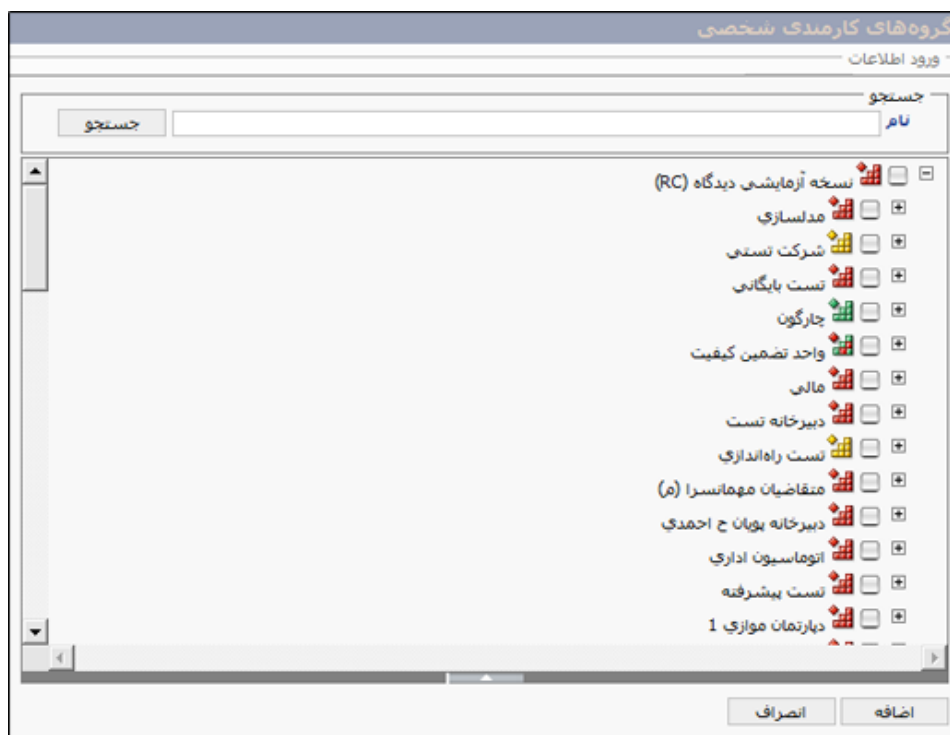 گروه‌های کارمندی شخصی
ورود اطلاعات
جستجو
نام
جستجو
نسخه آزمایشی دیدگاه (RC)
مدلسازي
شرکت تستی
تست بایگانی
چارگون
واحد تضمین کیفیت
مالی
دبیرخانه تست
تست راه‌اندازي
متقاضیان مهمانسرا (م)
دبیرخانه پویان ح احمدي
اتوماسیون اداري
تست پیشرفته
دپارتمان موازي 1
اضافه
انصراف